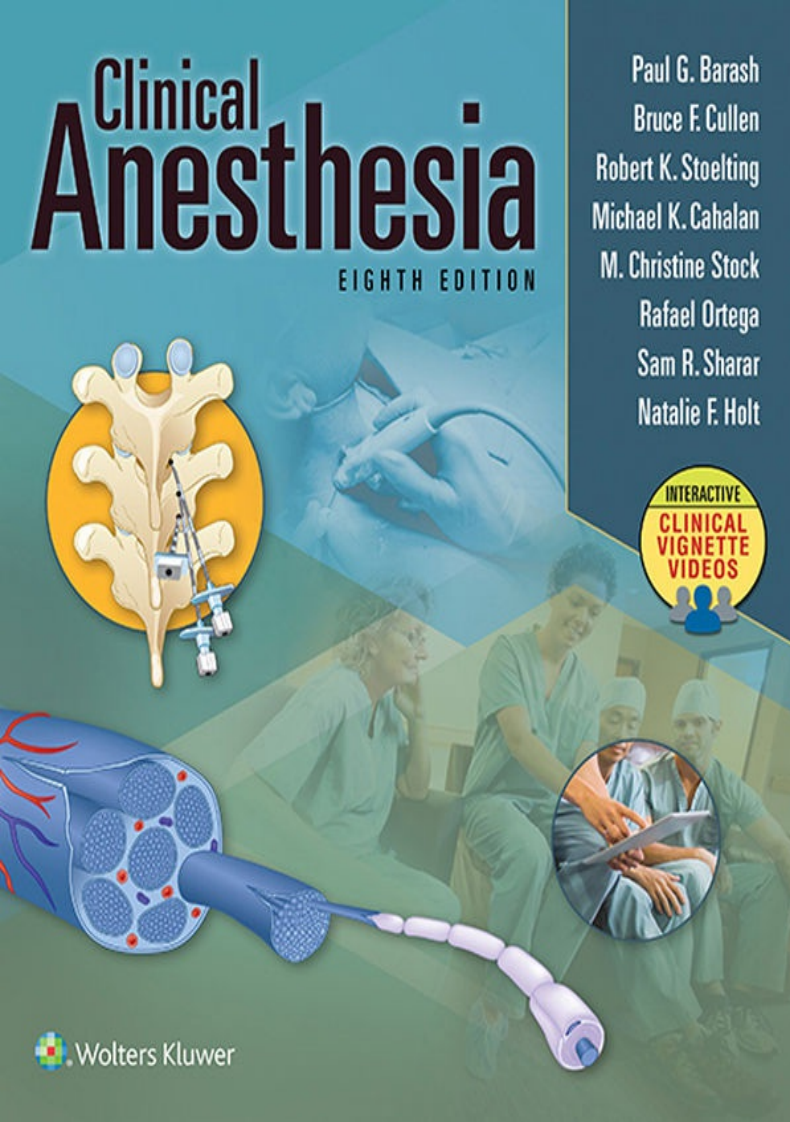 Clinical
Anesthesia
EIGHTH EDITION
Paul G. Barash
Bruce F. Cullen
Robert K. Stoelting
Michael K. Cahalan
M. Christine Stock
Rafael Ortega
Sam R. Sharar
Natalie F. Holt
INTERACTIVE
CLINICAL
VIGNETTE
VIDEOS
Wolters Kluwer